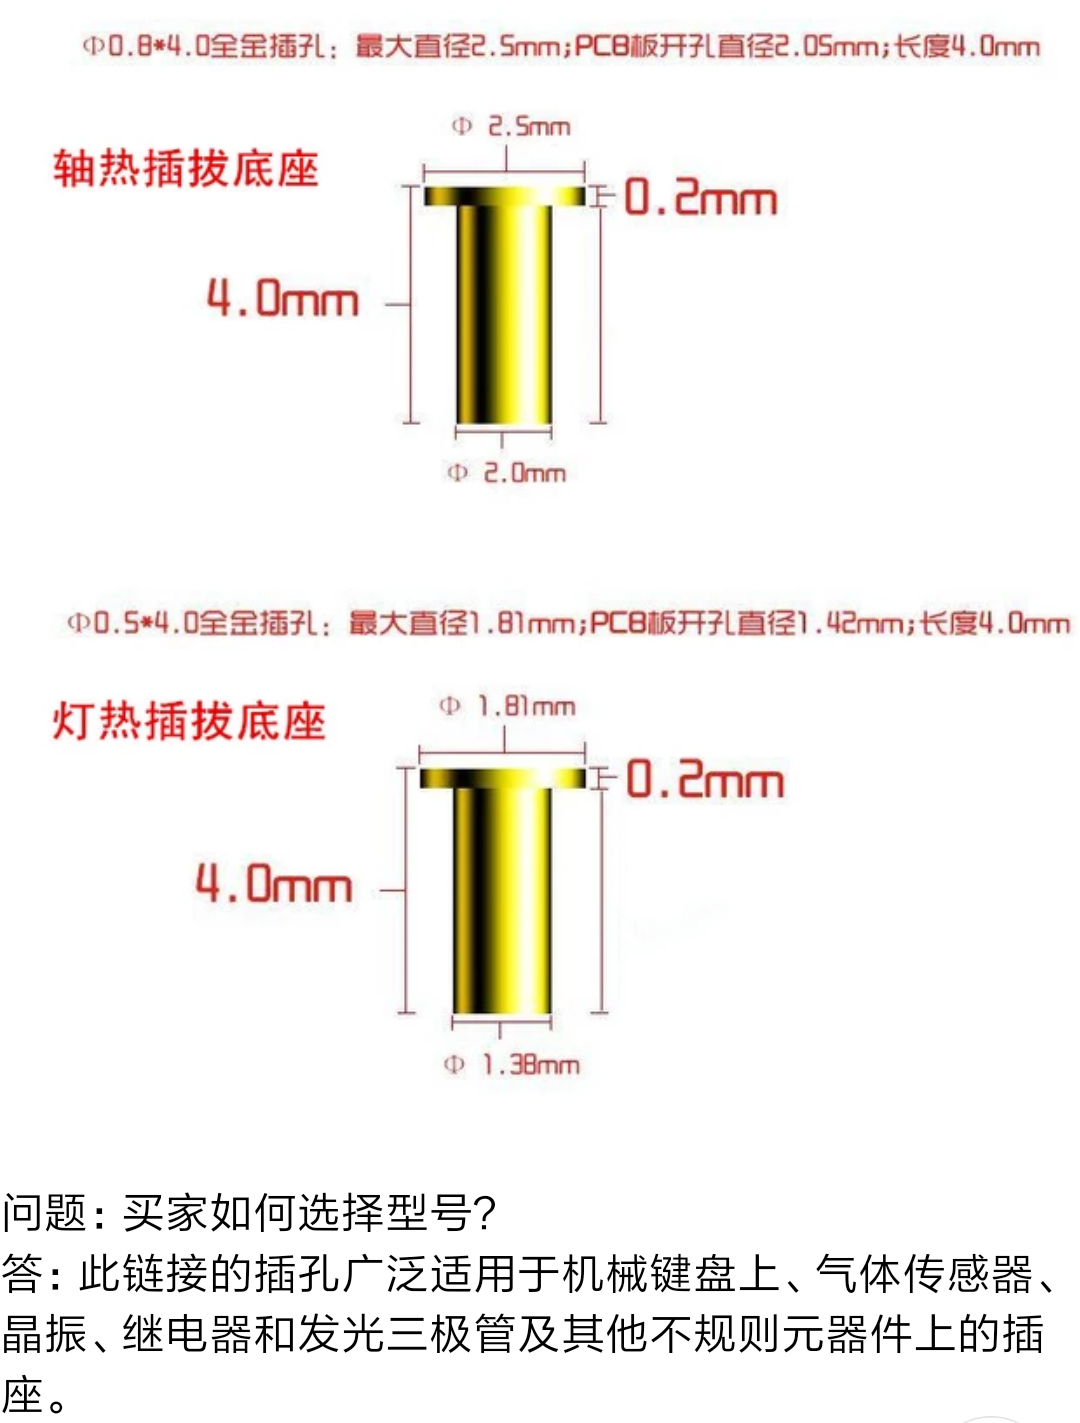 Φ0.8*4.0全金插孔：最大直径2.5mm;PCB板开孔直径2.05mm;长度4.0mm
Φ 2.5mm
轴热插拔底座
0.2mm
4.0mm
Φ 2.0mm
Φ0.5*4.0全金插孔：最大直径1.81mm;PCB板开孔直径1.42mm;长度4.0mm
Φ 1.81mm
灯热插拔底座
0.2mm
4.0mm
Φ 1.38mm
问题：买家如何选择型号？
答：此链接的插孔广泛适用于机械键盘上、气体传感器、
晶振、继电器和发光三极管及其他不规则元器件上的插
座。